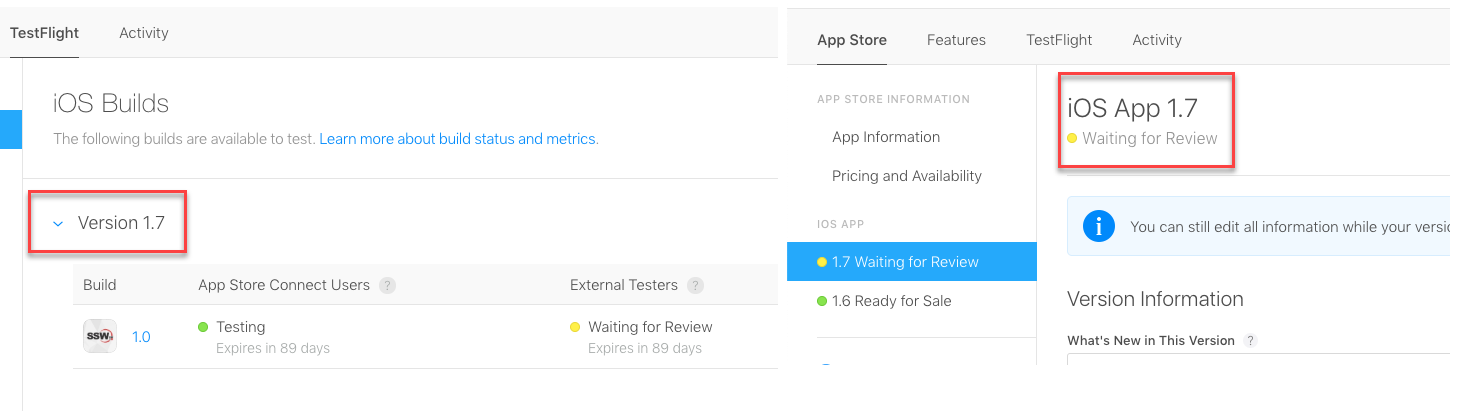 TestFlight Activity
iOS Builds
The following builds are available to test. Learn more about build status and metrics.
Version 1.7
Build App Store Connect Users ? External Testers ?
SSW 1.0 Testing Waiting for Review
Expires in 89 days Expires in 89 days
App Store Features TestFlight Activity
APP STORE INFORMATION
App Information
Pricing and Availability
IOS APP
1.7 Waiting for Review
1.6 Ready for Sale
iOS App 1.7
Waiting for Review
i You can still edit all information while your versio
Version Information
What's New in This Version ?